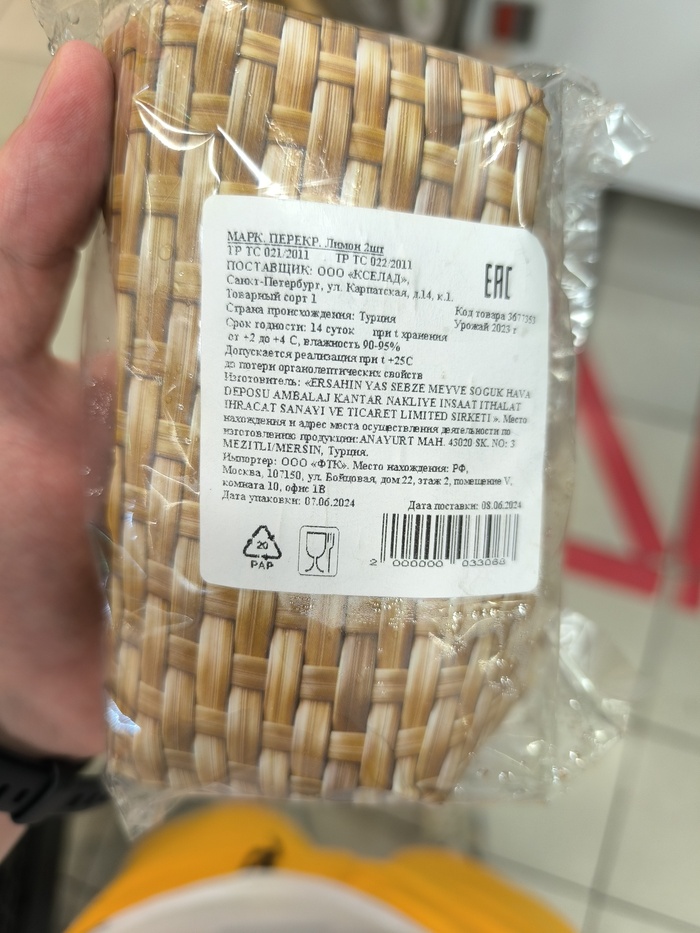 МАРК. ПЕРЕКР. Лимон 2шт
ТР ТС 021/2011 ТР ТС 022/2011
ПОСТАВЩИК: ООО «КСЕЛАД»,
Санкт-Петербург, ул. Карпатская, д.14, к.1.
Товарный сорт 1
Страна происхождения: Турция
Срок годности: 14 суток при t хранения
от +2 до +4 С, влажность 90-95%
Допускается реализация при t +25С
до потери органолептических свойств
EAC
Код товара
Урожай 2023 г
Изготовитель: «ERSAHIN YAS SEBZE MEYVE SOGUK HAVA
DEPOSU AMBALAJ KANTAR NAKLIYE INSAAT ITHALAT
IHRACAT SANAYI VE TICARET LIMITED SIRKETI ». Место
нахождения и адрес места осуществления деятельности по
изготовлению продукции: ANAYURT MAH. 43020 SK. NO: 3
MEZITLI/MERSIN, Турция.
Импортер: ООО «ФТК». Место нахождения: РФ,
Москва, 107150, ул. Бойцовая, дом 22, этаж 2, помещение V,
комната 10, офис 1В
Дата упаковки: 07.06.2024 Дата поставки: 08.06.2024
20
PAP
2 000000 033068